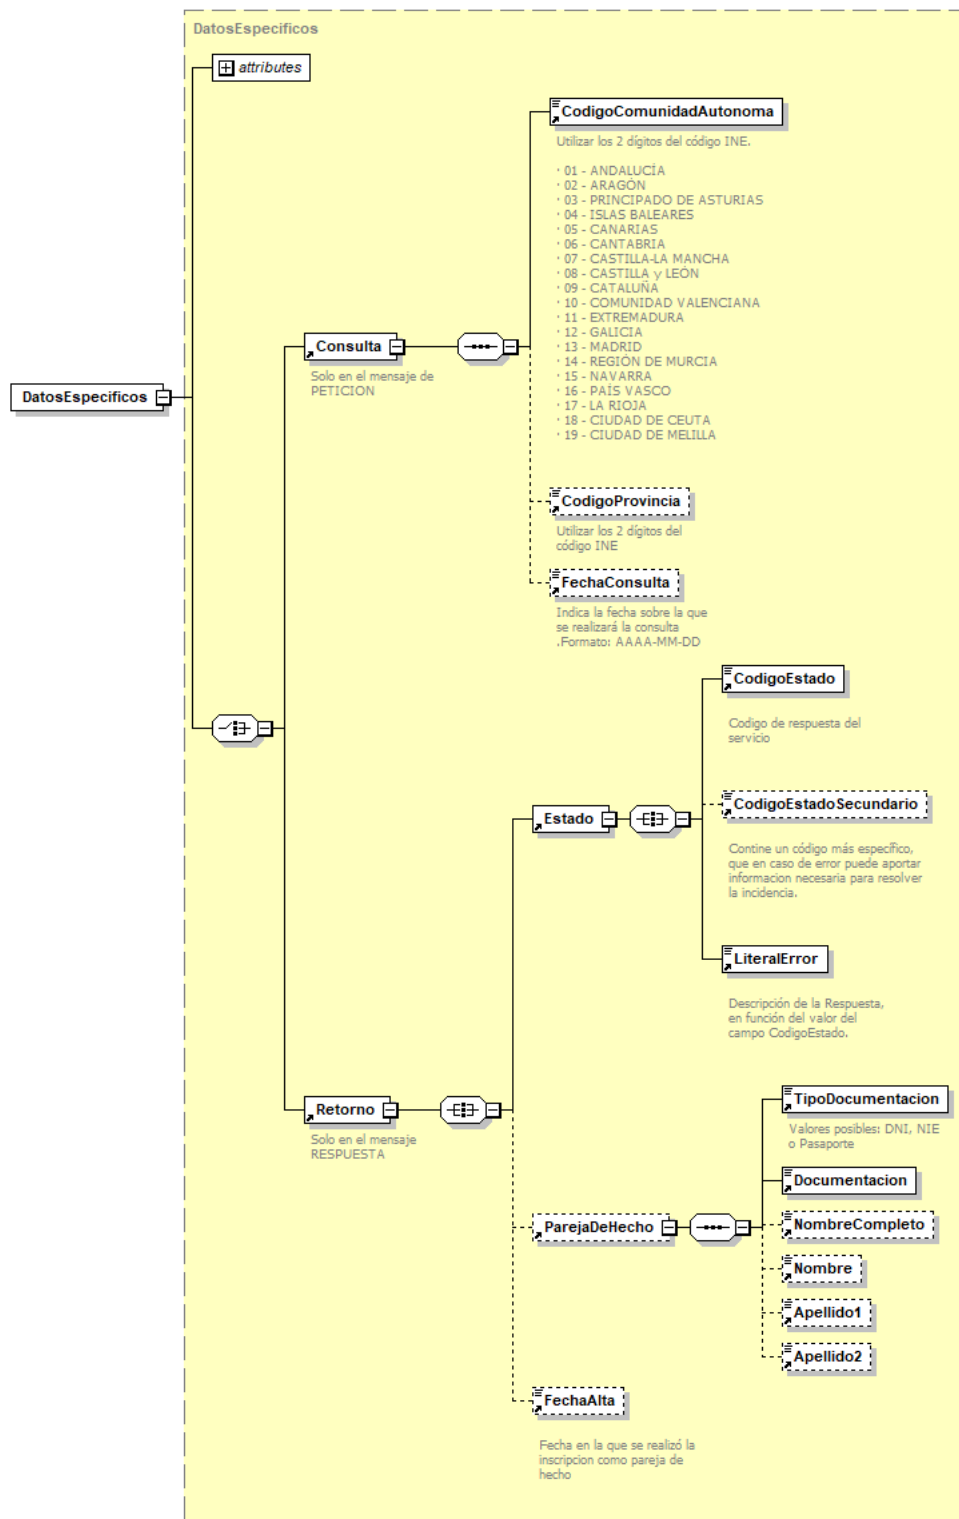 DatosEspecificos
attributes
CodigoComunidadAutonoma
Utilizar los 2 dígitos del código INE.
· 01 - ANDALUCÍA
· 02 - ARAGÓN
· 03 - PRINCIPADO DE ASTURIAS
· 04 - ISLAS BALEARES
· 05 - CANARIAS
· 06 - CANTABRIA
· 07 - CASTILLA-LA MANCHA
· 08 - CASTILLA y LEÓN
· 09 - CATALUÑA
· 10 - COMUNIDAD VALENCIANA
· 11 - EXTREMADURA
· 12 - GALICIA
· 13 - MADRID
· 14 - REGIÓN DE MURCIA
· 15 - NAVARRA
· 16 - PAÍS VASCO
· 17 - LA RIOJA
· 18 - CIUDAD DE CEUTA
· 19 - CIUDAD DE MELILLA
Consulta
Solo en el mensaje de
PETICION
DatosEspecificos
CodigoProvincia
Utilizar los 2 dígitos del
código INE
FechaConsulta
Indica la fecha sobre la que
se realizará la consulta
.Formato: AAAA-MM-DD
CodigoEstado
Codigo de respuesta del
servicio
Estado
CodigoEstadoSecundario
Contine un código más específico,
que en caso de error puede aportar
informacion necesaria para resolver
la incidencia.
LiteralError
Descripción de la Respuesta,
en función del valor del
campo CodigoEstado.
Retorno
Solo en el mensaje
RESPUESTA
TipoDocumentacion
Valores posibles: DNI, NIE
o Pasaporte
Documentacion
ParejaDeHecho
NombreCompleto
Nombre
Apellido1
Apellido2
FechaAlta
Fecha en la que se realizó la
inscripcion como pareja de
hecho